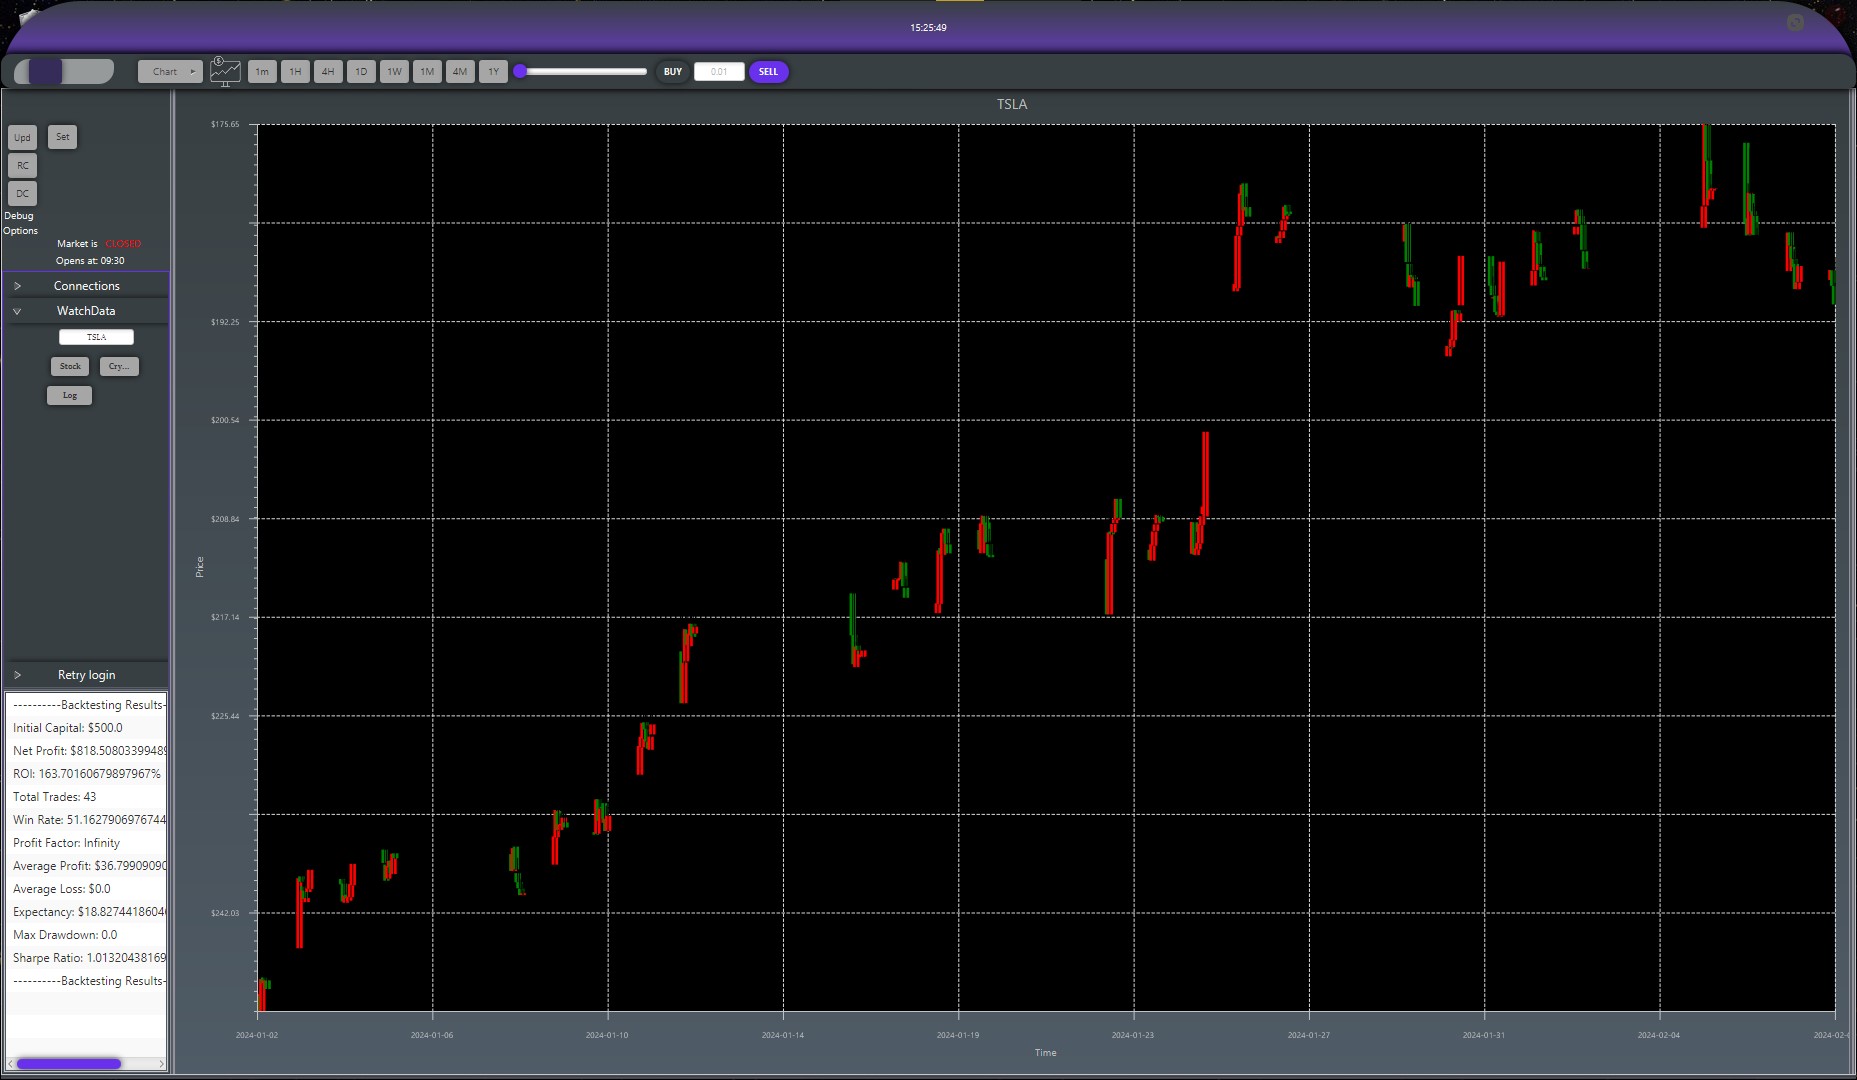 15:25:49
Chart 1m 1H 4H 1D 1W 1M 4M 1Y BUY 0.01 SELL
TSLA
Upd Set
RC
DC
Debug
Options
Market is CLOSED
Opens at: 09:30
Connections
WatchData
TSLA
Stock Cry...
Log
Retry login
----------Backtesting Results-
Initial Capital: $500.0
Net Profit: $818.50803399489
ROI: 163.70160679897967%
Total Trades: 43
Win Rate: 51.1627906976744
Profit Factor: Infinity
Average Profit: $36.79909090
Average Loss: $0.0
Expectancy: $18.8274418604
Max Drawdown: 0.0
Sharpe Ratio: 1.01320438169
----------Backtesting Results-
$175.65
$192.25
$200.54
$208.84
$217.14
$225.44
$242.03
Price
2024-01-02 2024-01-06 2024-01-10 2024-01-14 2024-01-19 2024-01-23 2024-01-27 2024-01-31 2024-02-04 2024-02-
Time